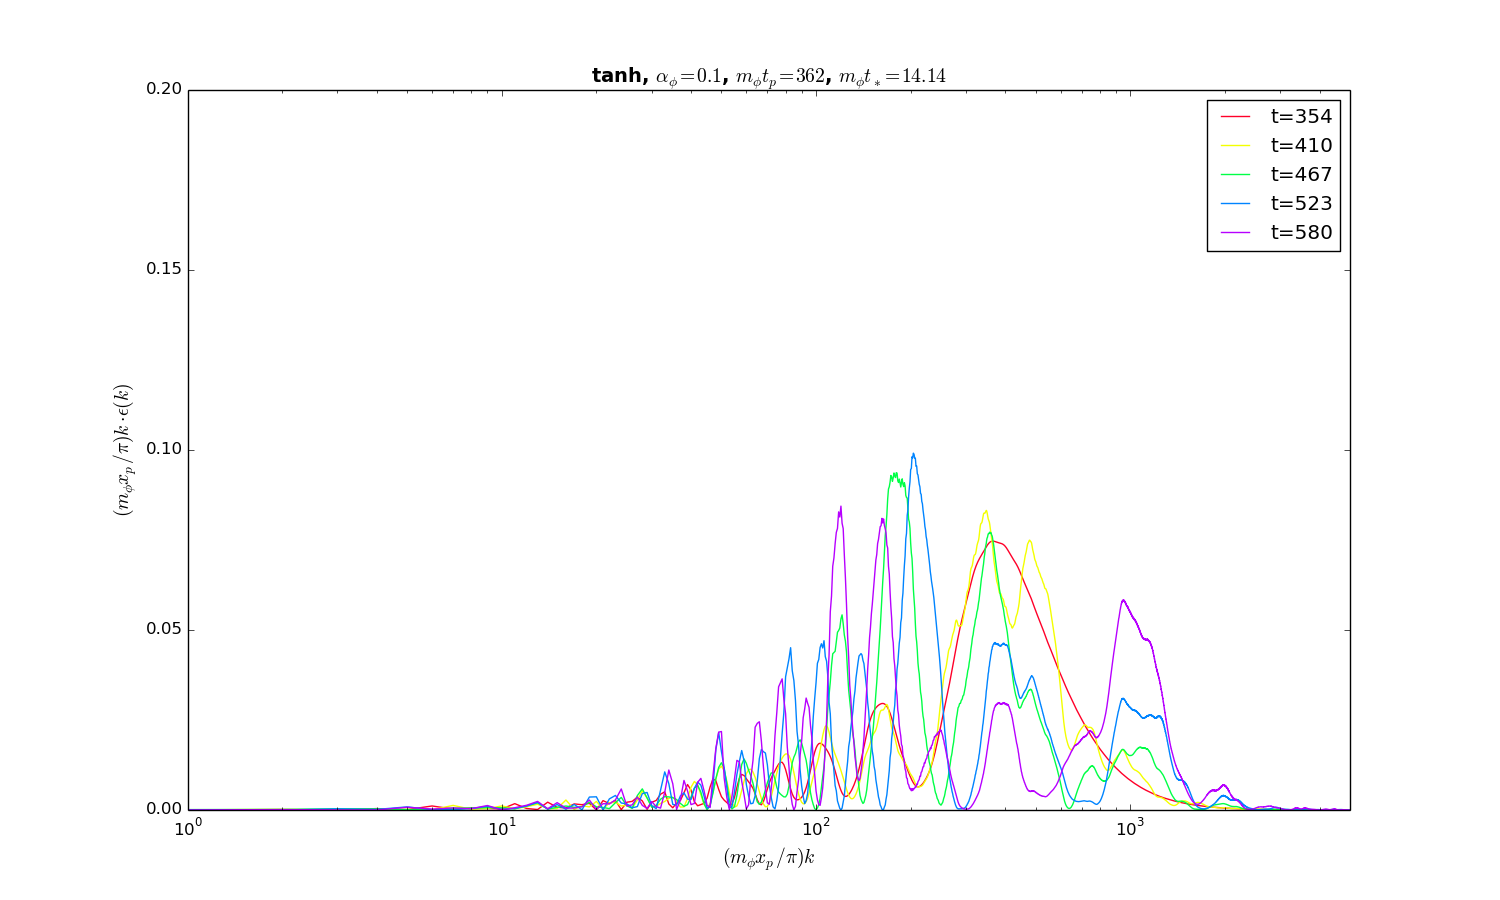 tanh, α_ϕ=0.1, m_ϕt_p=362, m_ϕt_*=14.14
0.20
0.15
0.10
0.05
0.00
(m_ϕx_p/π)k·ϵ(k)
10^0 10^1 10^2 10^3
(m_ϕx_p/π)k
t=354
t=410
t=467
t=523
t=580